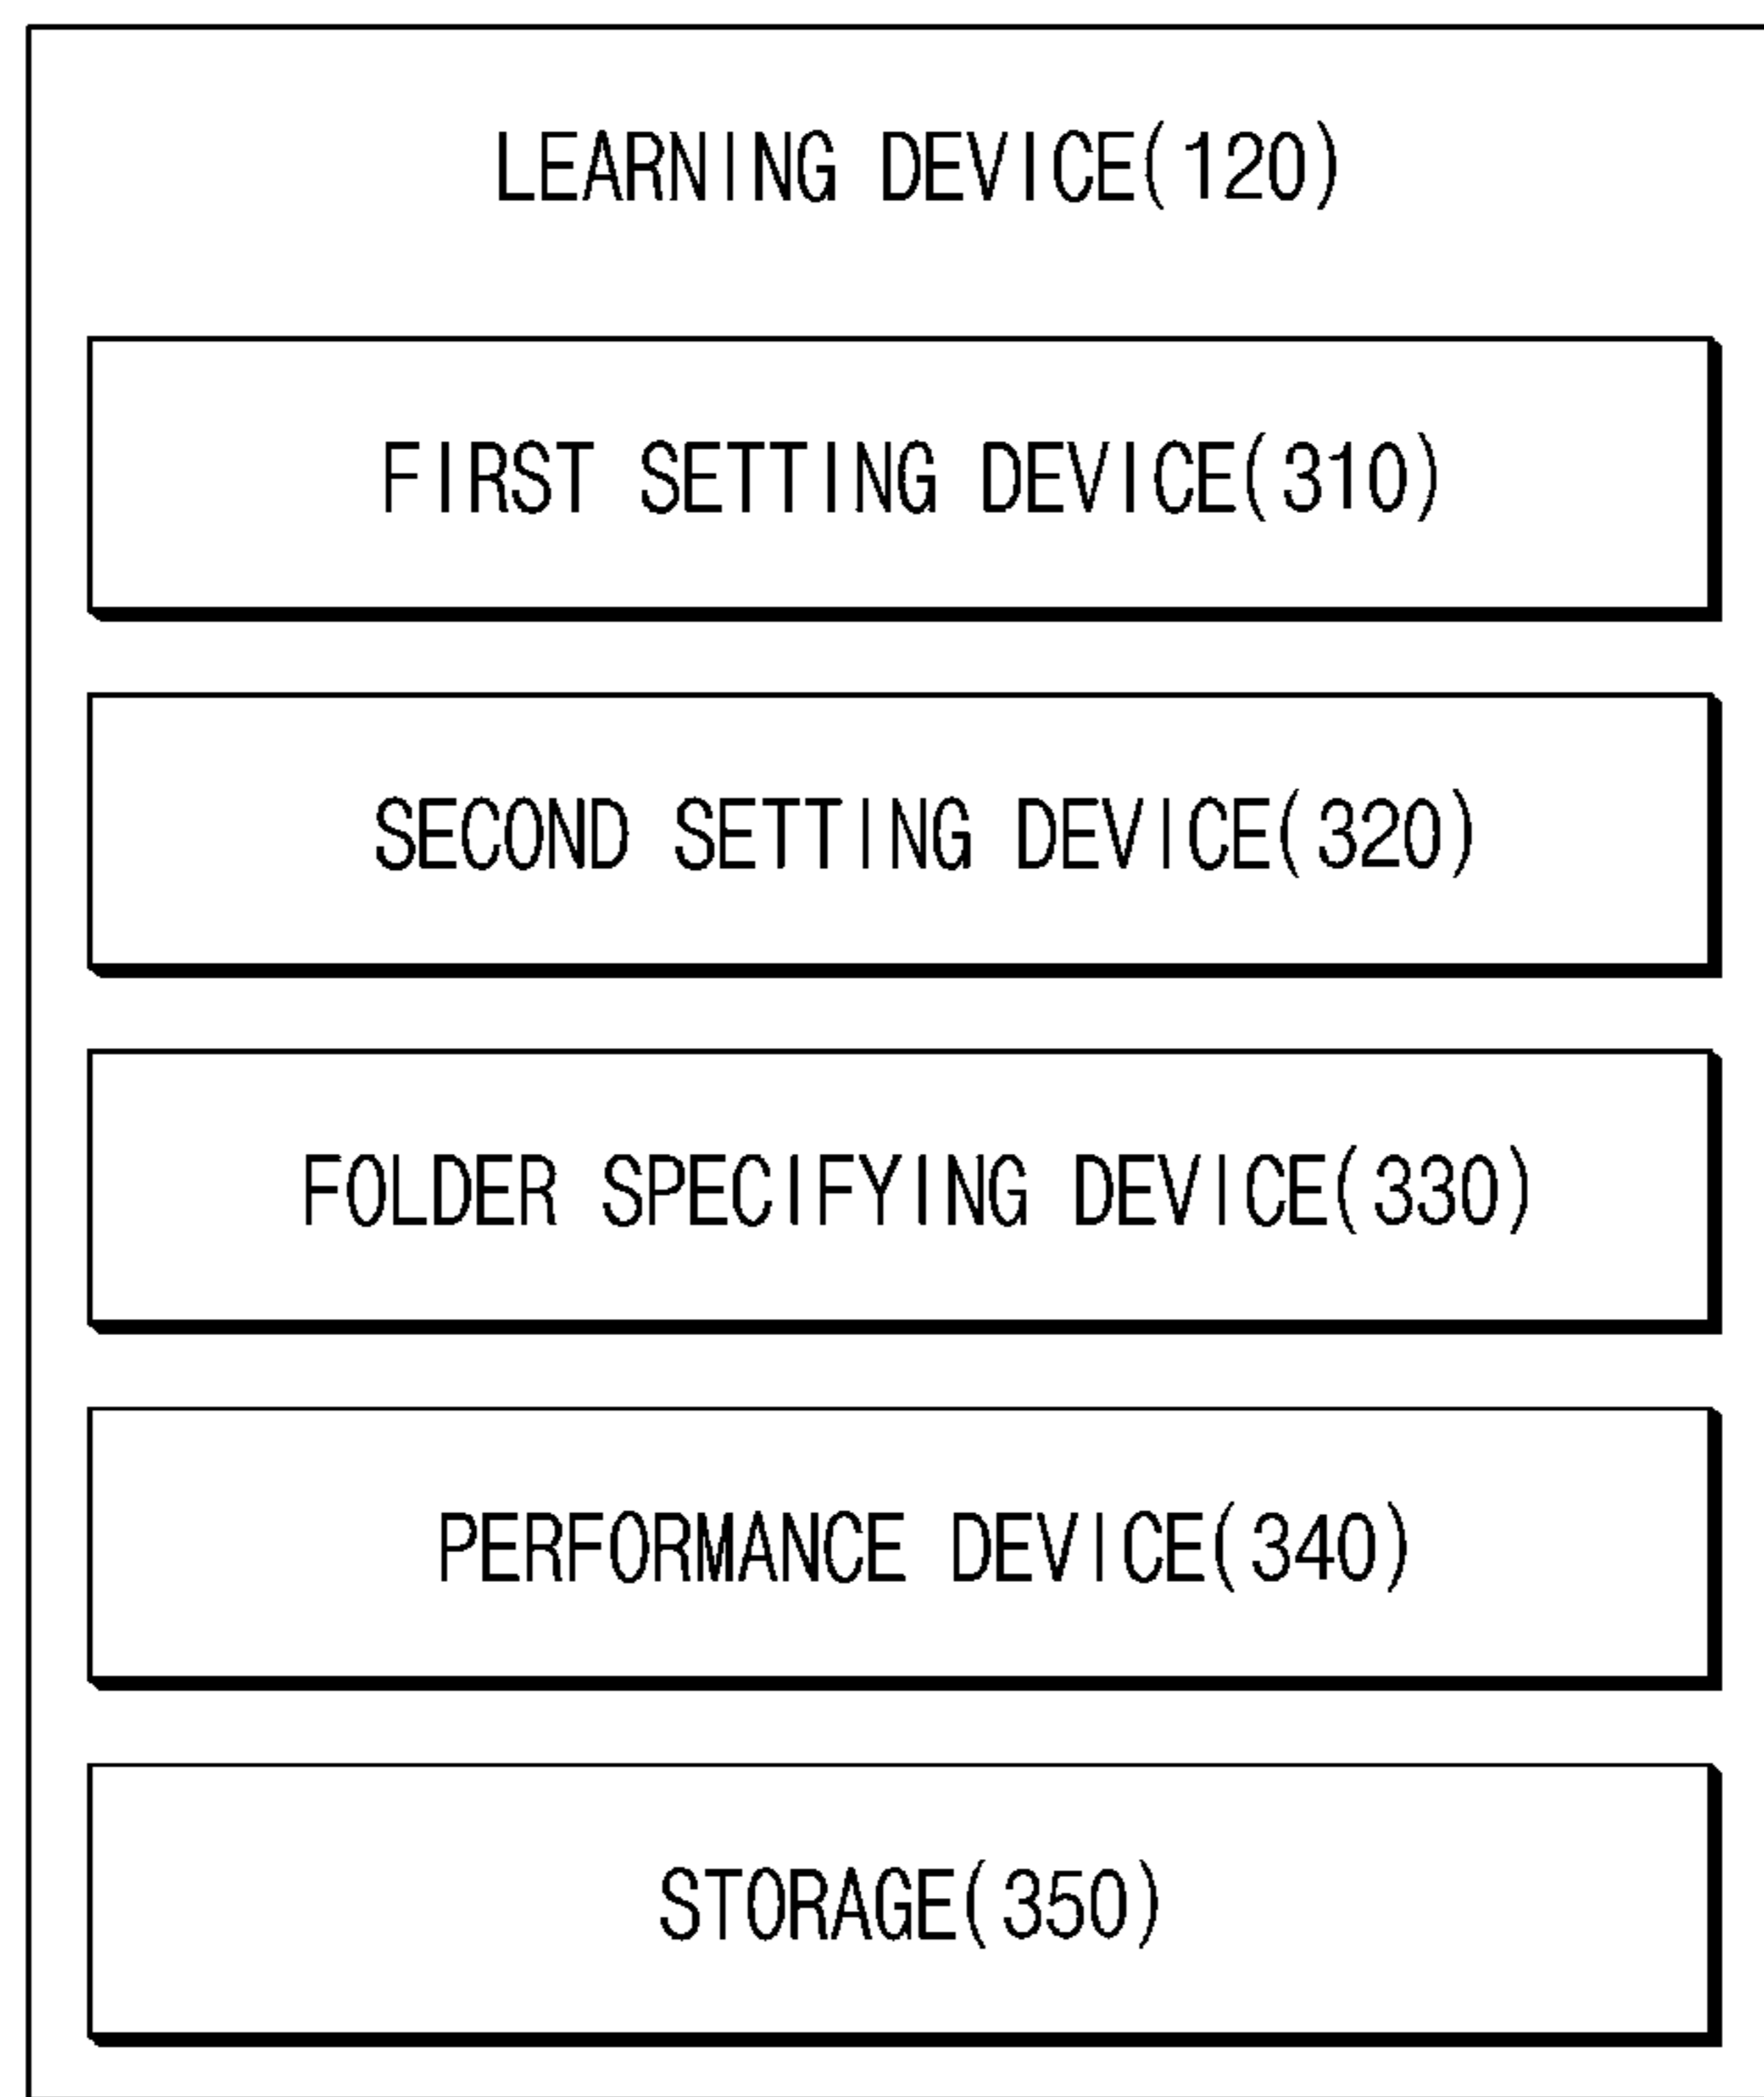 LEARNING DEVICE(120)
FIRST SETTING DEVICE(310)
SECOND SETTING DEVICE(320)
FOLDER SPECIFYING DEVICE(330)
PERFORMANCE DEVICE(340)
STORAGE(350)